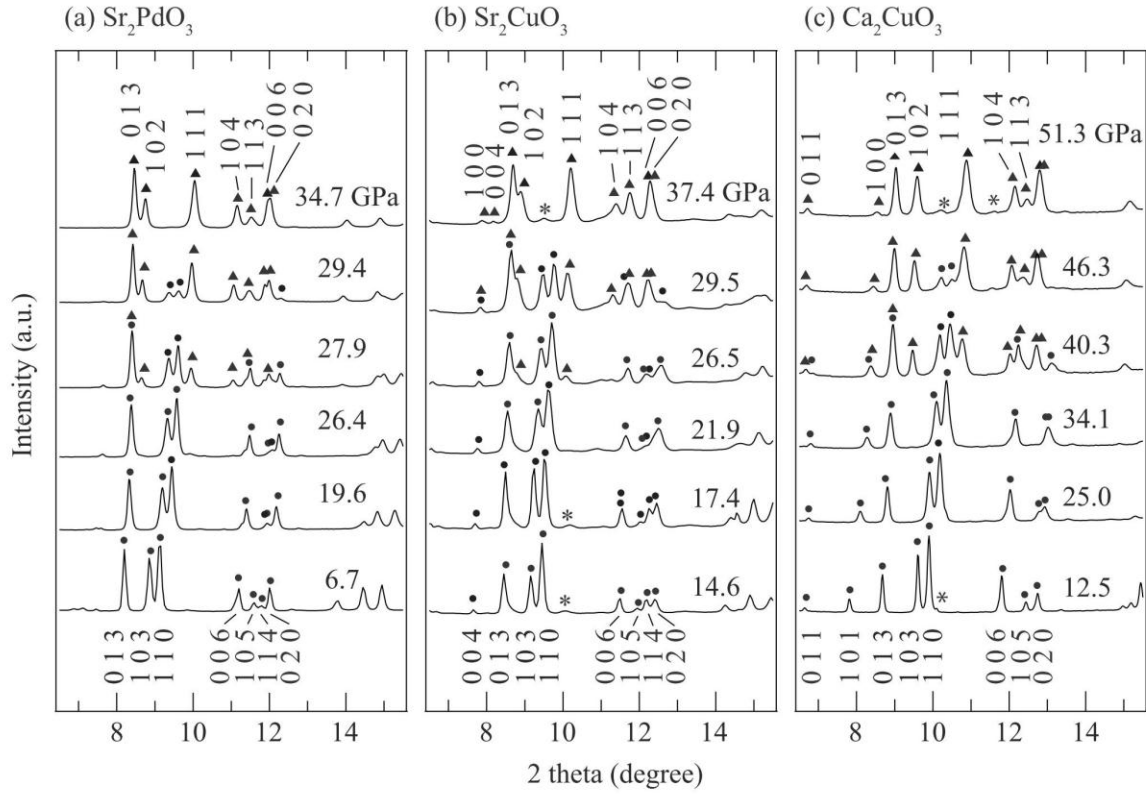 (a) Sr₂PdO₃
0 1 3
1 0 2
1 1 1
1 0 4
1 1 3
0 0 6
0 2 0
34.7 GPa
29.4
27.9
26.4
19.6
6.7
0 1 3
1 0 3
1 1 0
0 0 6
1 0 5
1 1 4
0 2 0
8
10
12
14
(b) Sr₂CuO₃
1 0 0
0 0 4
0 1 3
1 0 2
*
1 1 1
1 0 4
1 1 3
0 0 6
0 2 0
37.4 GPa
29.5
26.5
21.9
17.4
*
14.6
*
0 0 4
0 1 3
1 0 3
1 1 0
0 0 6
1 0 5
1 1 4
0 2 0
8
10
12
14
(c) Ca₂CuO₃
0 1 1
1 0 0
0 1 3
1 0 2
*
1 1 1
*
1 0 4
1 1 3
51.3 GPa
46.3
40.3
34.1
25.0
12.5
*
0 1 1
1 0 1
0 1 3
1 0 3
1 1 0
0 0 6
1 0 5
0 2 0
8
10
12
14
Intensity (a.u.)
2 theta (degree)